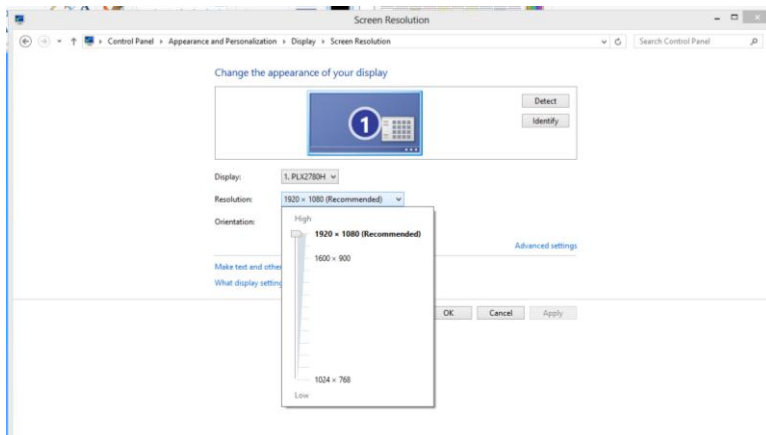 Screen Resolution
Control Panel ▸ Appearance and Personalization ▸ Display ▸ Screen Resolution
Search Control Panel
Change the appearance of your display
1
Detect
Identify
Display:
1. PLX2780H
Resolution:
1920 × 1080 (Recommended)
Orientation:
High
1920 × 1080 (Recommended)
1600 × 900
1024 × 768
Low
Advanced settings
Make text and other
What display setting
OK Cancel Apply